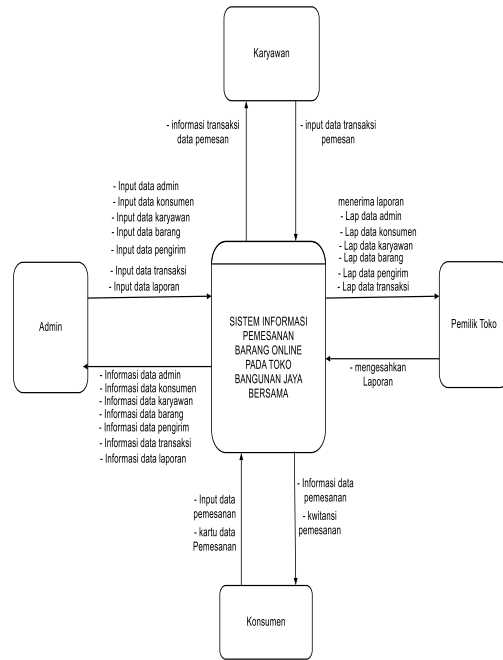 Karyawan
- informasi transaksi
data pemesan
- input data transaksi
pemesan
- Input data admin
- Input data konsumen
- Input data karyawan
- Input data barang
- Input data pengirim
- Input data transaksi
- Input data laporan
menerima laporan
- Lap data admin
- Lap data konsumen
- Lap data karyawan
- Lap data barang
- Lap data pengirim
- Lap data transaksi
Admin
SISTEM INFORMASI
PEMESANAN
BARANG ONLINE
PADA TOKO
BANGUNAN JAYA
BERSAMA
Pemilik Toko
- mengesahkan
Laporan
- Informasi data admin
- Informasi data konsumen
- Informasi data karyawan
- Informasi data barang
- Informasi data pengirim
- Informasi data transaksi
- Informasi data laporan
- Input data
pemesanan
- kartu data
Pemesanan
- Informasi data
pemesanan
- kwitansi
pemesanan
Konsumen